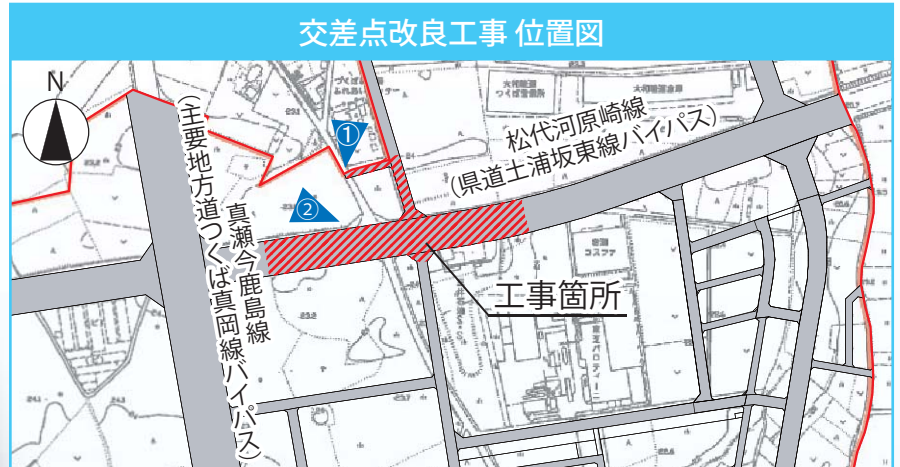 交差点改良工事 位置図
N
①
②
松代河原崎線
(県道土浦坂東線バイパス)
真瀬今鹿島線
(主要地方道つくば真岡線バイパス)
工事箇所